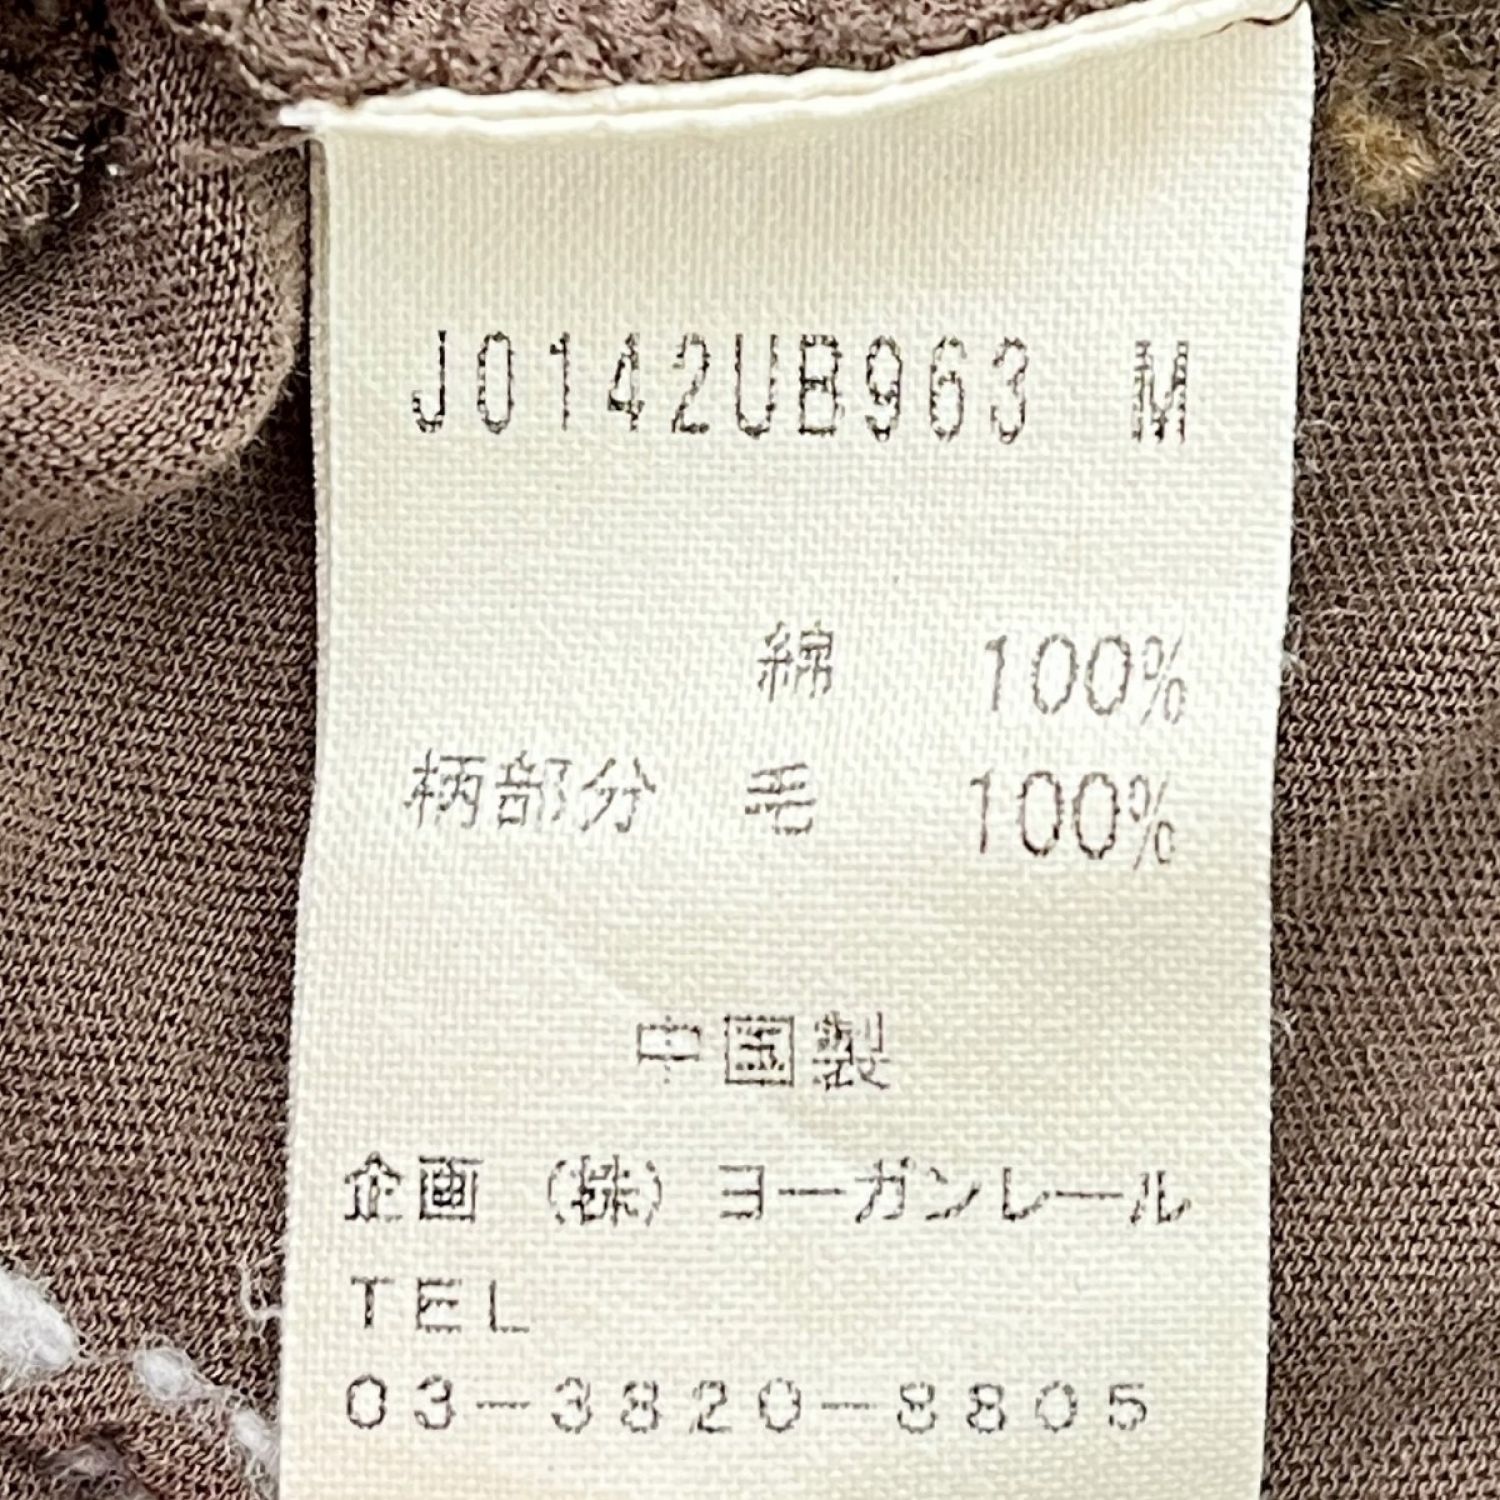 J0142UB963 M
綿 100%
柄部分 毛 100%
中国製
企画 (株) ヨーガンレール
TEL
03-3820-8805